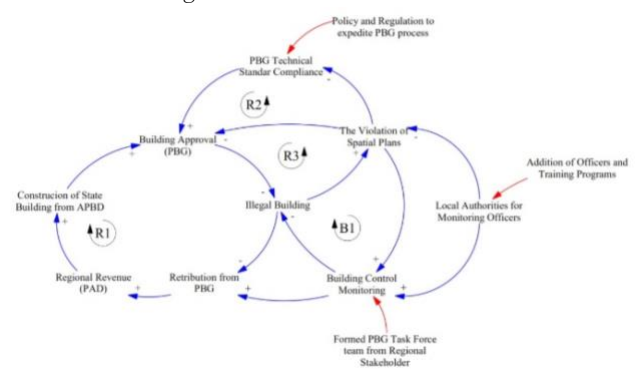 Policy and Regulation to
expedite PBG process
PBG Technical
Standar Compliance
-
R2
+
Building Approval
(PBG)
-
The Violation of
Spatial Plans
-
R3
+
+
-
Addition of Officers and
Training Programs
Construcion of State
Building from APBD
Illegal Building
-
Local Authorities for
Monitoring Officers
+
R1
B1
-
+
Regional Revenue
(PAD)
+
Retribution from
PBG
+
Building Control
Monitoring
+
Formed PBG Task Force
team from Regional
Stakeholder